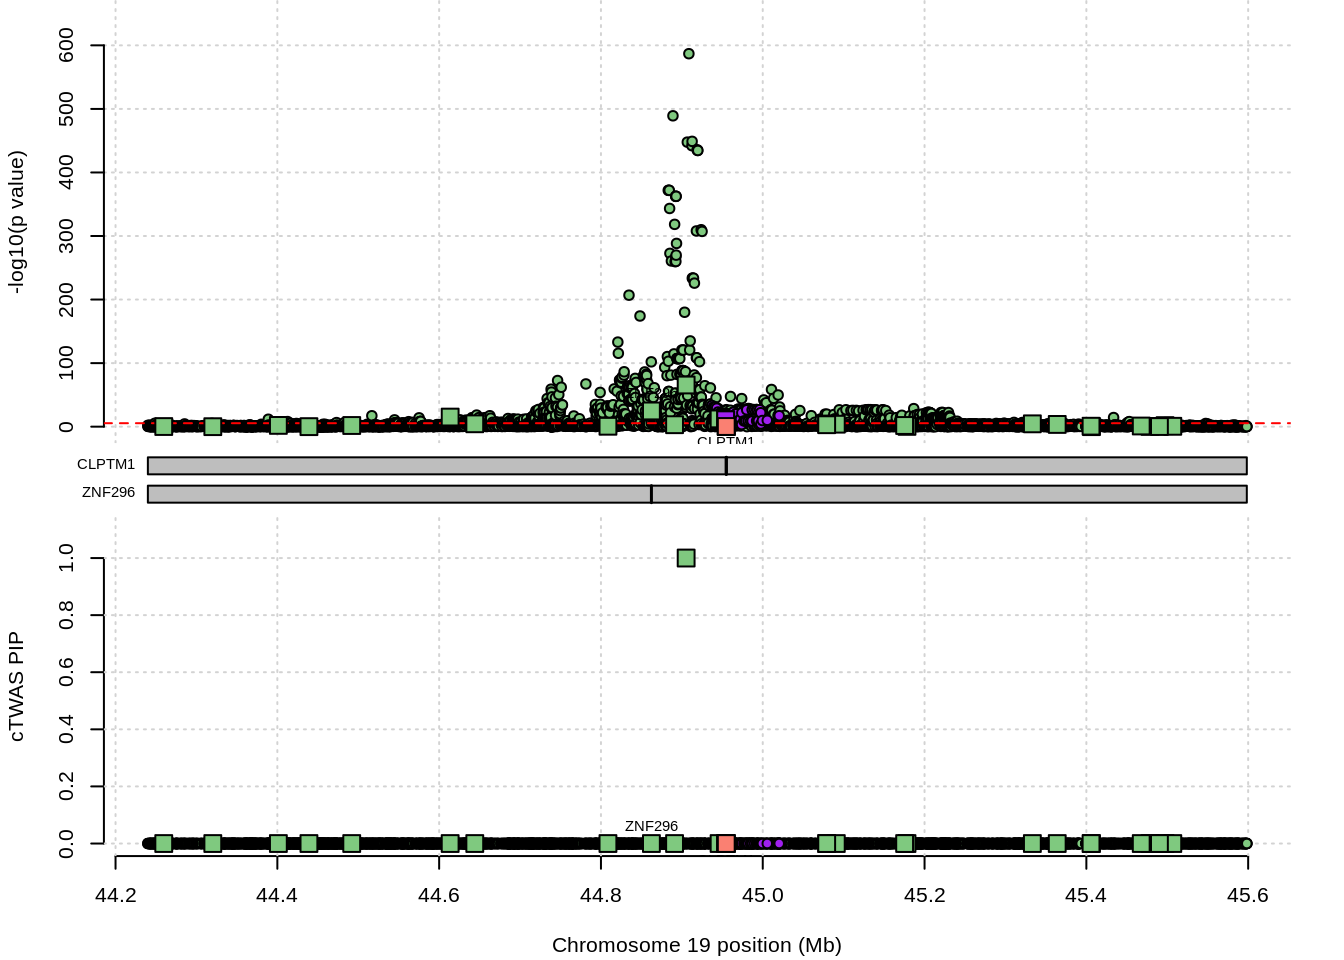 600
500
400
300
200
100
0
-log10(p value)
CLPTM1
CLPTM1
ZNF296
1.0
0.8
0.6
0.4
0.2
0.0
cTWAS PIP
ZNF296
44.2 44.4 44.6 44.8 45.0 45.2 45.4 45.6
Chromosome 19 position (Mb)